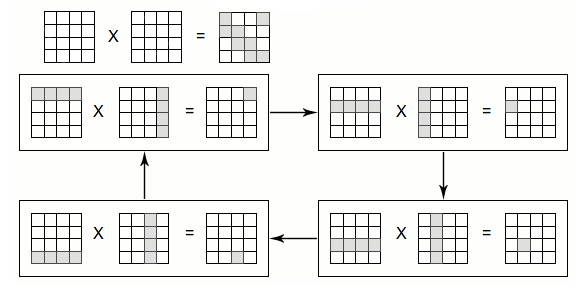 X =
X = X =
X = X =